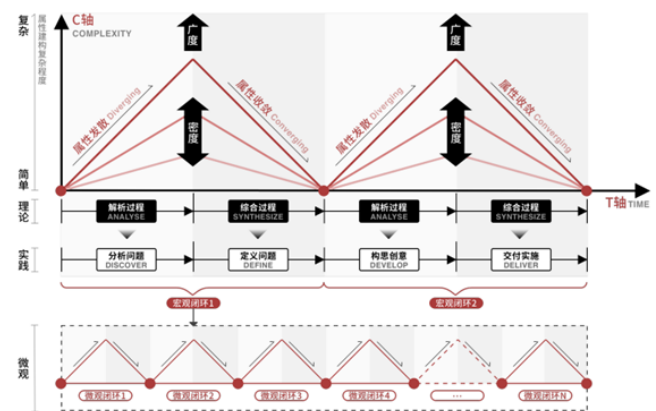 复杂
属性建构复杂程度
C轴
COMPLEXITY
广度
广度
属性发散 Diverging
属性收敛 Converging
属性发散 Diverging
属性收敛 Converging
密度
密度
简单
T轴 TIME
理论
解析过程
ANALYSE
综合过程
SYNTHESIZE
解析过程
ANALYSE
综合过程
SYNTHESIZE
实践
分析问题
DISCOVER
定义问题
DEFINE
构思创意
DEVELOP
交付实施
DELIVER
宏观闭环1
宏观闭环2
微观
微观闭环1
微观闭环2
微观闭环3
微观闭环4
...
微观闭环N